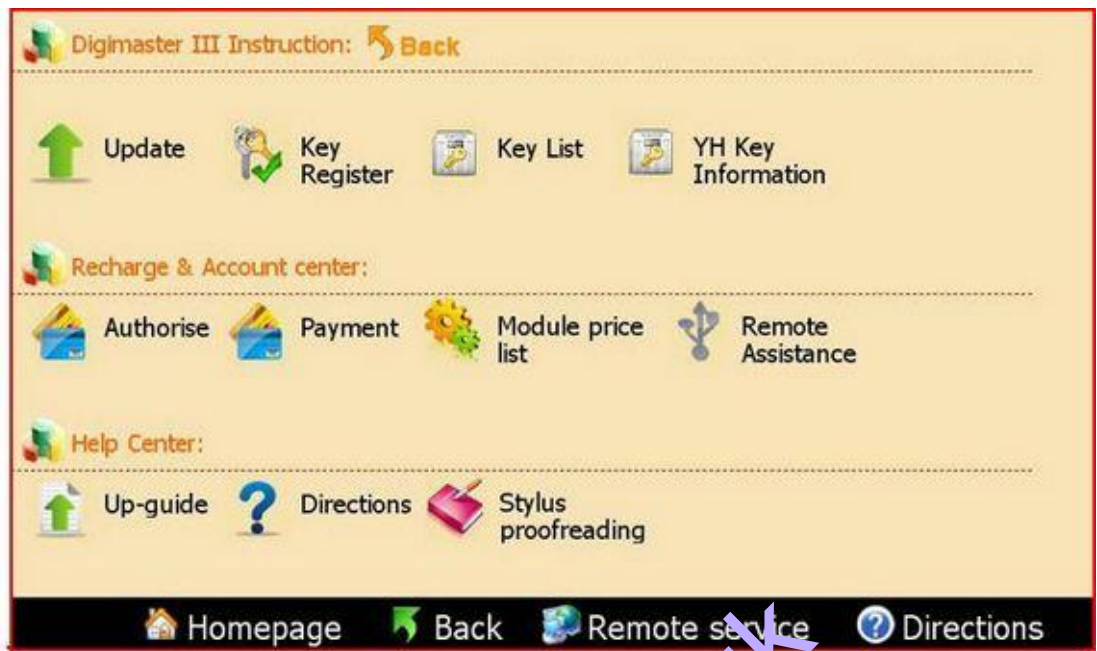 Digimaster III Instruction: Back
Update Key Register Key List YH Key Information
Recharge & Account center:
Authorise Payment Module price list Remote Assistance
Help Center:
Up-guide Directions Stylus proofreading
Homepage Back Remote service Directions